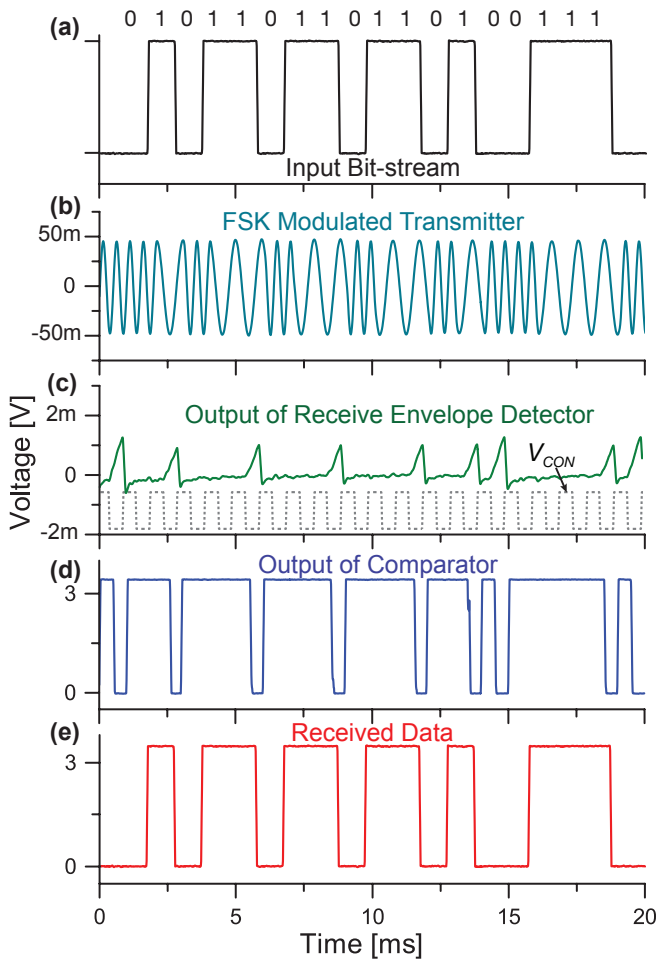 (a) 0 1 0 1 1 0 1 1 0 1 1 0 1 0 0 1 1 1
Input Bit-stream
(b) FSK Modulated Transmitter
50m
0
-50m
(c)
2m
Output of Receive Envelope Detector
0
V_CON
-2m
Voltage [V]
(d) Output of Comparator
3
0
(e) Received Data
3
0
0 5 10 15 20
Time [ms]